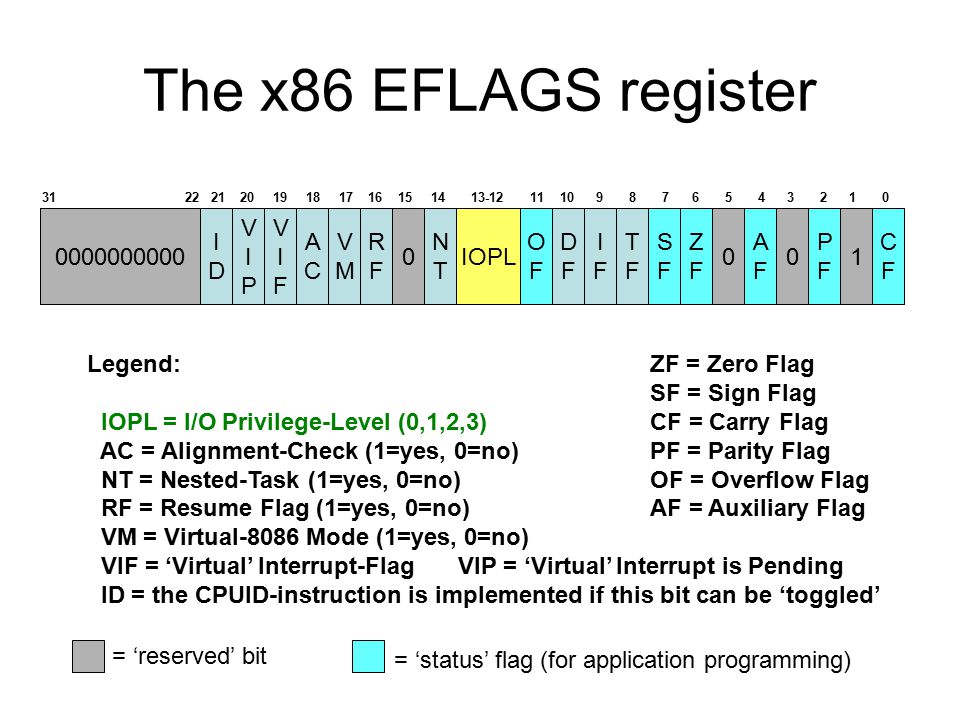 The x86 EFLAGS register
31 22 21 20 19 18 17 16 15 14 13-12 11 10 9 8 7 6 5 4 3 2 1 0
0000000000 ID VIP VIF AC VM RF 0 NT IOPL OF DF IF TF SF ZF 0 AF 0 PF 1 CF
Legend:
IOPL = I/O Privilege-Level (0,1,2,3)
AC = Alignment-Check (1=yes, 0=no)
NT = Nested-Task (1=yes, 0=no)
RF = Resume Flag (1=yes, 0=no)
VM = Virtual-8086 Mode (1=yes, 0=no)
VIF = ‘Virtual’ Interrupt-Flag VIP = ‘Virtual’ Interrupt is Pending
ID = the CPUID-instruction is implemented if this bit can be ‘toggled’
ZF = Zero Flag
SF = Sign Flag
CF = Carry Flag
PF = Parity Flag
OF = Overflow Flag
AF = Auxiliary Flag
= ‘reserved’ bit
= ‘status’ flag (for application programming)